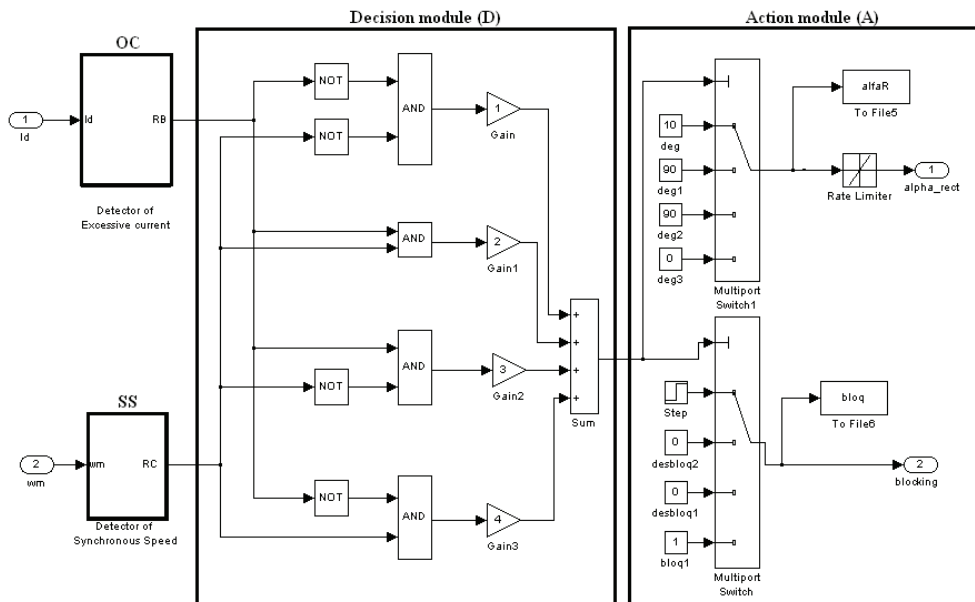 Decision module (D)
Action module (A)
OC
1
Id
Id
RB
Detector of
Excessive current
SS
2
wm
wm
RC
Detector of
Synchronous Speed
NOT
NOT
AND
1
Gain
AND
2
Gain1
NOT
AND
3
Gain2
NOT
AND
4
Gain3
+
+
+
+
Sum
10
deg
90
deg1
90
deg2
0
deg3
Multiport
Switch1
alfaR
To File5
Rate Limiter
1
alpha_rect
Step
0
desbloq2
0
desbloq1
1
bloq1
Multiport
Switch
bloq
To File6
2
blocking